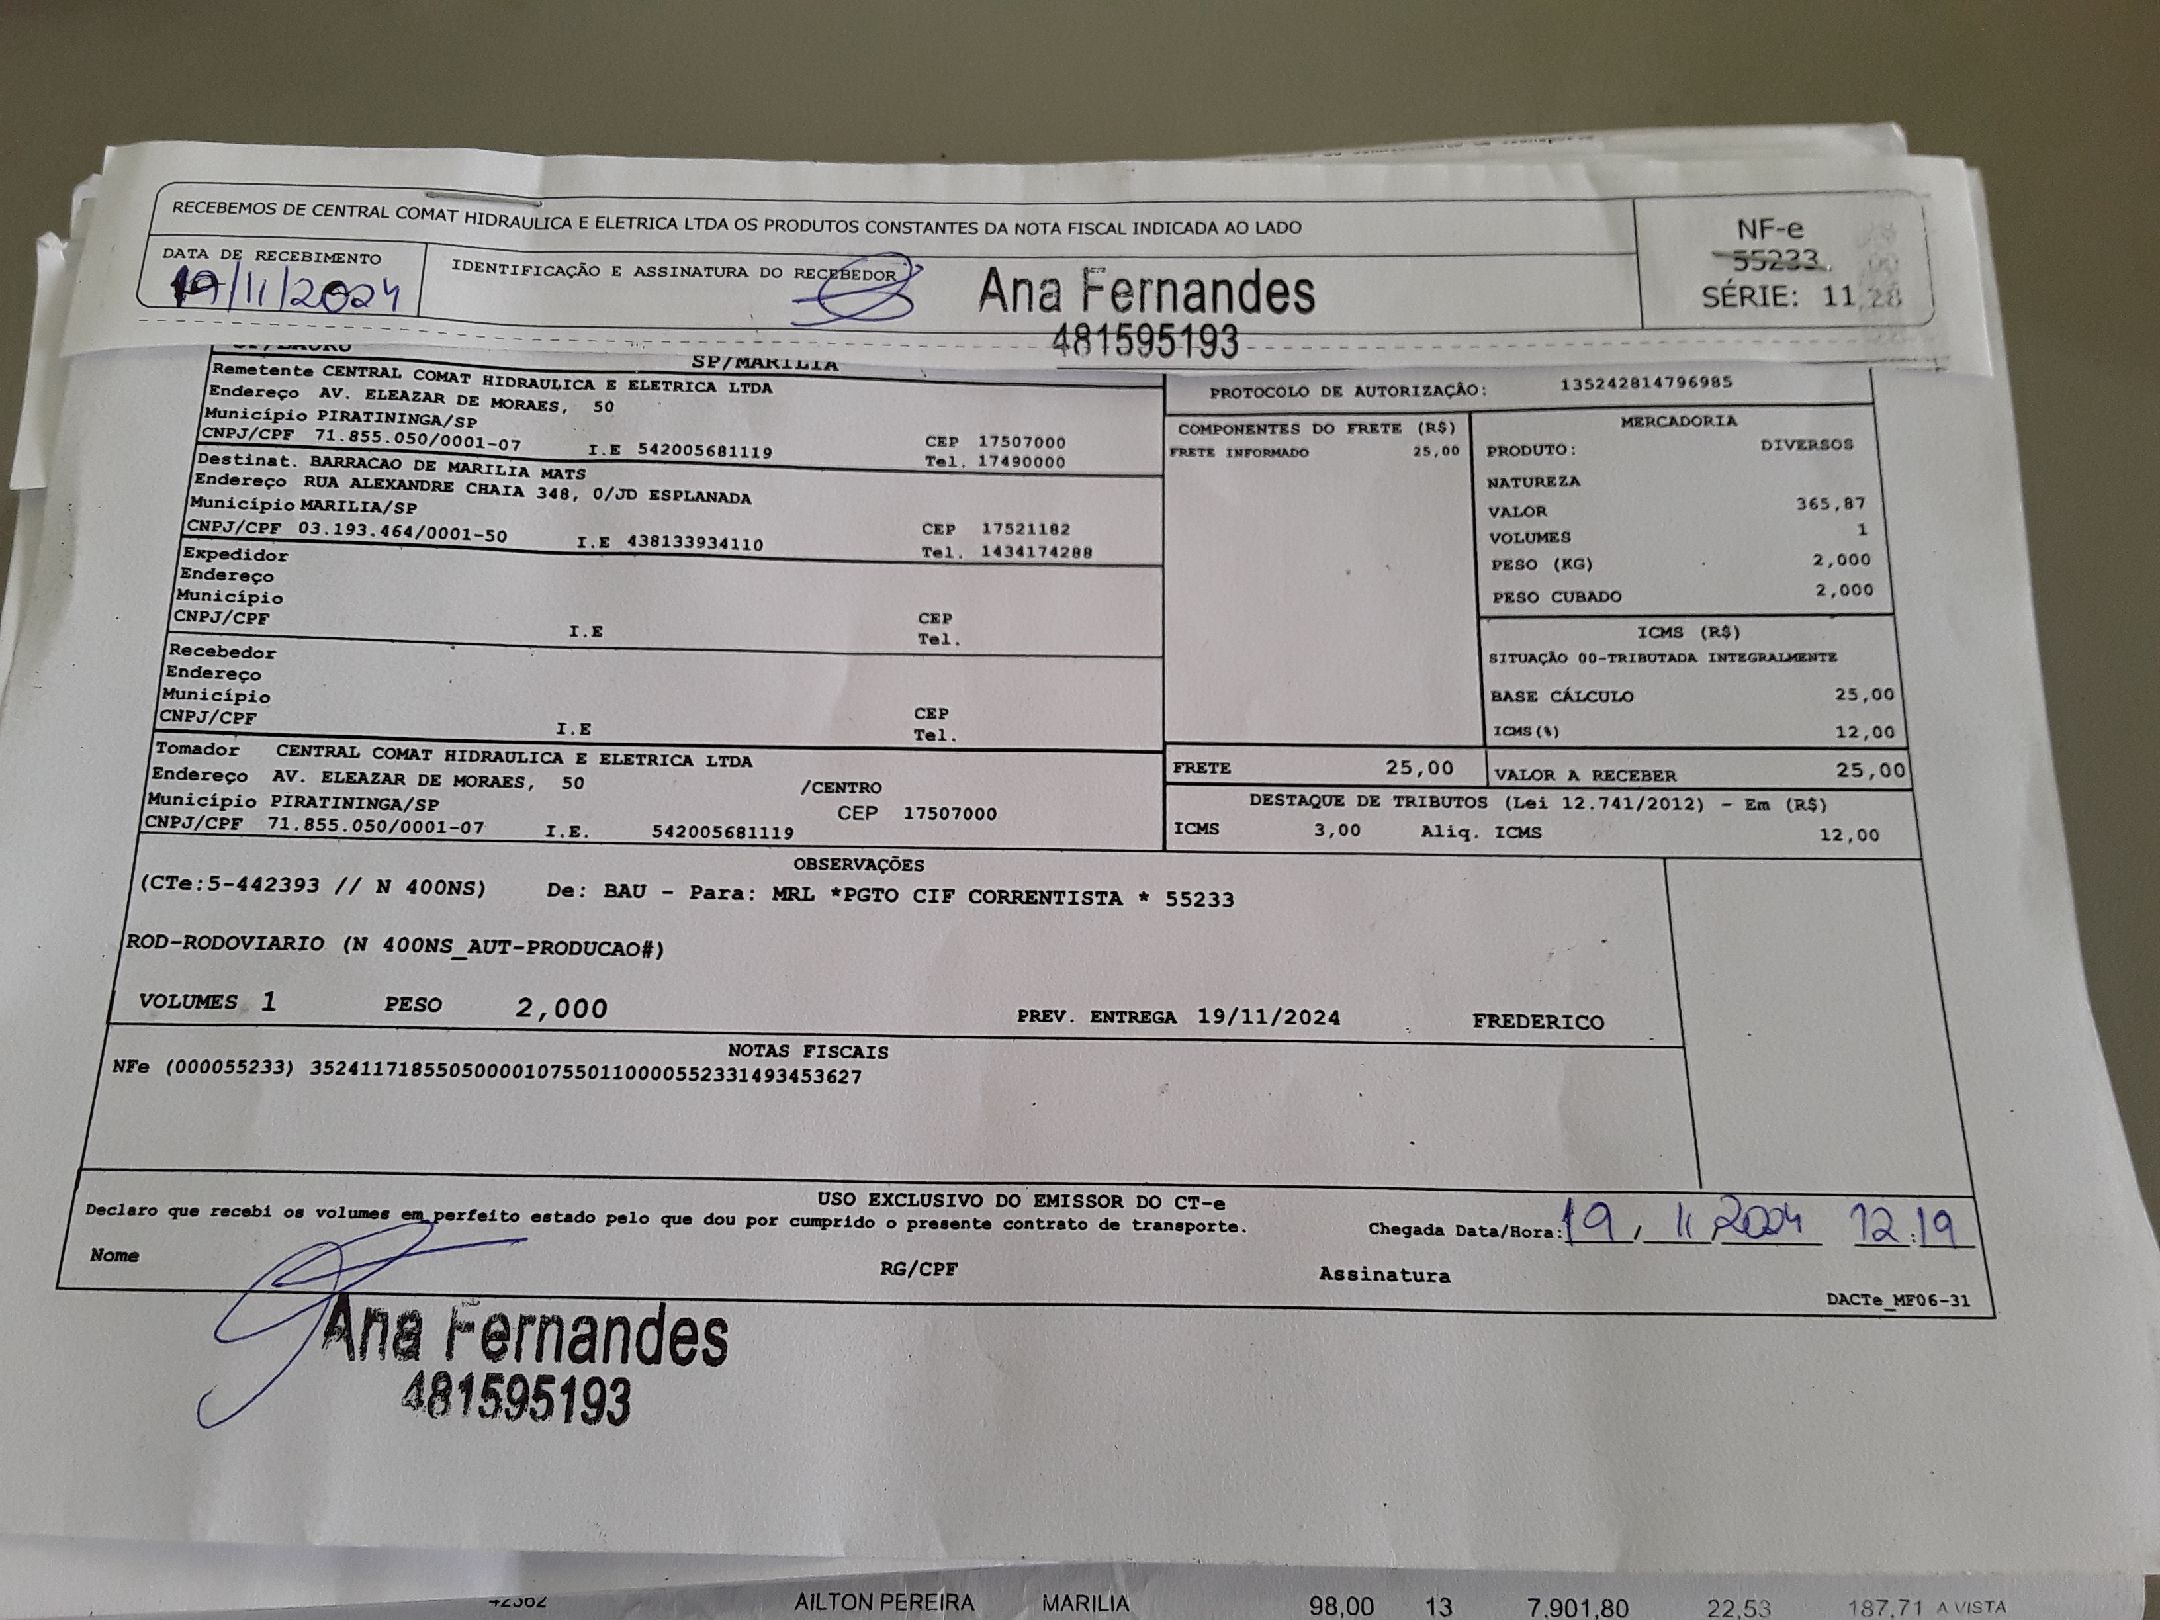 RECEBEMOS DE CENTRAL COMAT HIDRAULICA E ELETRICA LTDA OS PRODUTOS CONSTANTES DA NOTA FISCAL INDICADA AO LADO
NF-e
55233
SÉRIE: 11
DATA DE RECEBIMENTO
19/11/2024
IDENTIFICAÇÃO E ASSINATURA DO RECEBEDOR
Ana Fernandes
481595193
SP/MARILIA
Remetente CENTRAL COMAT HIDRAULICA E ELETRICA LTDA
Endereço AV. ELEAZAR DE MORAES, 50
Município PIRATININGA/SP
CNPJ/CPF 71.855.050/0001-07 I.E 542005681119
CEP 17507000
Tel. 17490000
Destinat. BARRACAO DE MARILIA MATS
Endereço RUA ALEXANDRE CHAIA 348, 0/JD ESPLANADA
Município MARILIA/SP
CNPJ/CPF 03.193.464/0001-50 I.E 438133934110
CEP 17521182
Tel. 1434174288
Expedidor
Endereço
Município
CNPJ/CPF I.E
CEP
Tel.
Recebedor
Endereço
Município
CNPJ/CPF I.E
CEP
Tel.
Tomador CENTRAL COMAT HIDRAULICA E ELETRICA LTDA
Endereço AV. ELEAZAR DE MORAES, 50 /CENTRO
Município PIRATININGA/SP CEP 17507000
CNPJ/CPF 71.855.050/0001-07 I.E. 542005681119
PROTOCOLO DE AUTORIZAÇÂO: 135242814796985
COMPONENTES DO FRETE (R$)
FRETE INFORMADO 25,00
MERCADORIA
PRODUTO: DIVERSOS
NATUREZA
VALOR 365,87
VOLUMES 1
PESO (KG) 2,000
PESO CUBADO 2,000
ICMS (R$)
SITUAÇÃO 00-TRIBUTADA INTEGRALMENTE
BASE CÁLCULO 25,00
ICMS(%) 12,00
FRETE 25,00
VALOR A RECEBER 25,00
DESTAQUE DE TRIBUTOS (Lei 12.741/2012) - Em (R$)
ICMS 3,00 Aliq. ICMS 12,00
OBSERVAÇÕES
(CTe:5-442393 // N 400NS) De: BAU - Para: MRL *PGTO CIF CORRENTISTA * 55233
ROD-RODOVIARIO (N 400NS_AUT-PRODUCAO#)
VOLUMES 1 PESO 2,000 PREV. ENTREGA 19/11/2024 FREDERICO
NOTAS FISCAIS
NFe (000055233) 35241171855050000107550110000552331493453627
USO EXCLUSIVO DO EMISSOR DO CT-e
Declaro que recebi os volumes em perfeito estado pelo que dou por cumprido o presente contrato de transporte.
Chegada Data/Hora: 19, 11, 2024 12:19
Nome RG/CPF Assinatura
DACTe_MF06-31
Ana Fernandes
481595193
AILTON PEREIRA MARILIA 98,00 13 7.901,80 22,53 187,71 A VISTA